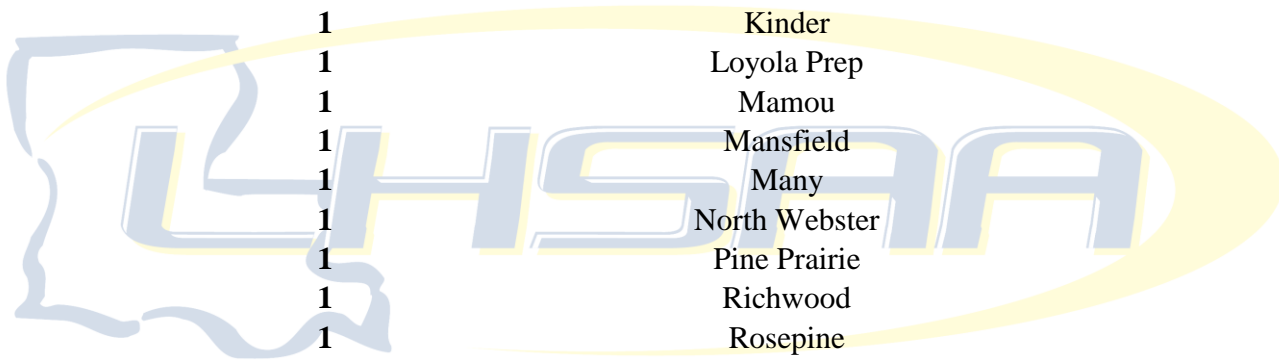 1 Kinder
1 Loyola Prep
1 Mamou
1 Mansfield
1 Many
1 North Webster
1 Pine Prairie
1 Richwood
1 Rosepine
LHSAA